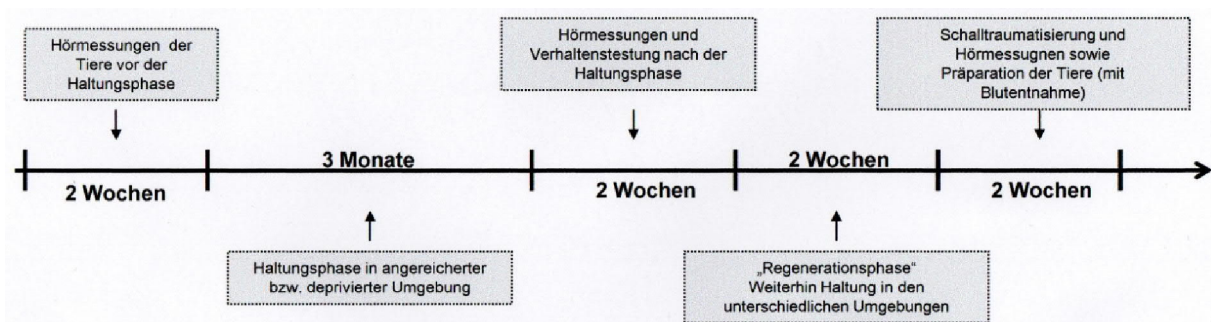 Hörmessungen der
Tiere vor der
Haltungsphase
Hörmessungen und
Verhaltenstestung nach der
Haltungsphase
Schalltraumatisierung und
Hörmessugnen sowie
Präparation der Tiere (mit
Blutentnahme)
3 Monate
2 Wochen
2 Wochen
2 Wochen
2 Wochen
Haltungsphase in angereicherter
bzw. deprivierter Umgebung
„Regenerationsphase“
Weiterhin Haltung in den
unterschiedlichen Umgebungen